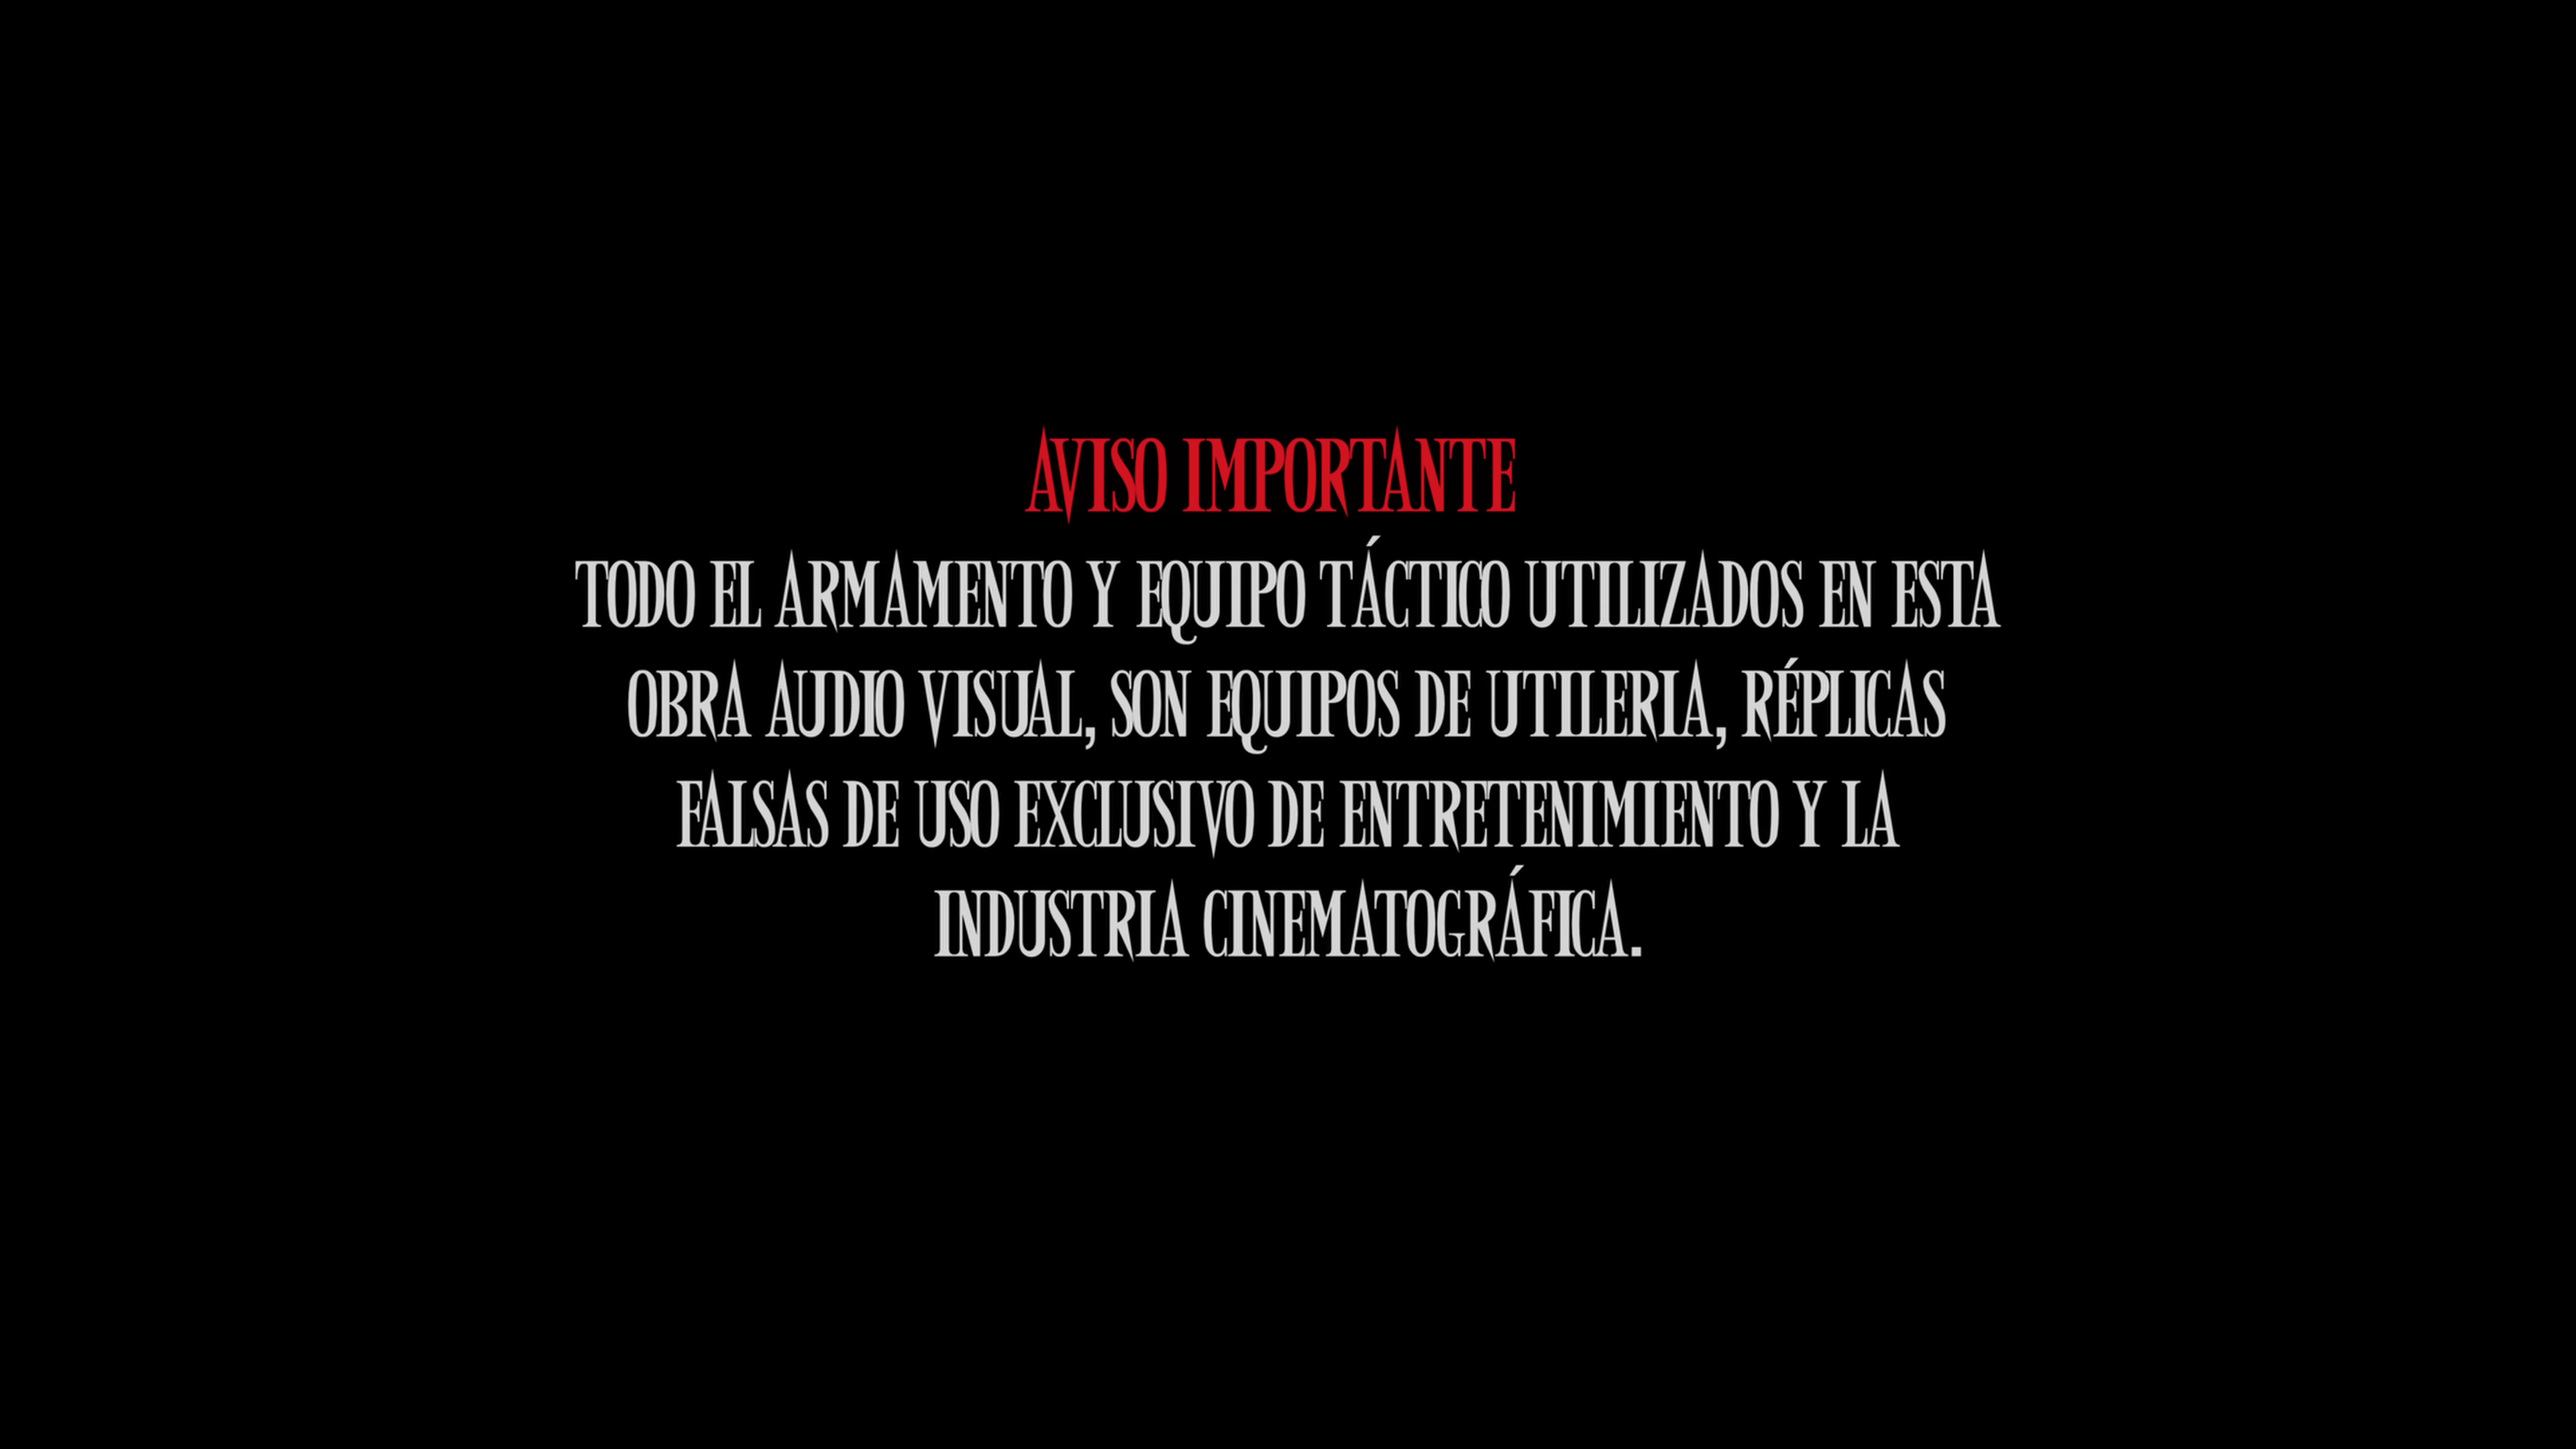 AVISO IMPORTANTE
TODO EL ARMAMENTO Y EQUIPO TÁCTICO UTILIZADOS EN ESTA
OBRA AUDIO VISUAL, SON EQUIPOS DE UTILERIA, RÉPLICAS
FALSAS DE USO EXCLUSIVO DE ENTRETENIMIENTO Y LA
INDUSTRIA CINEMATOGRÁFICA.